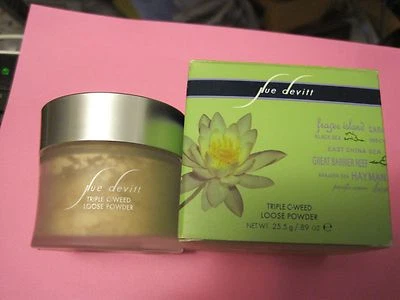 sue devitt
TRIPLE C-WEED
LOOSE POWDER
sue devitt
TRIPLE C-WEED
LOOSE POWDER
NET WT. 25.5g / .89 oz
fraser island
BLACK SEA
EAST CHINA SEA
GREAT BARRIER REEF
HAYMAN